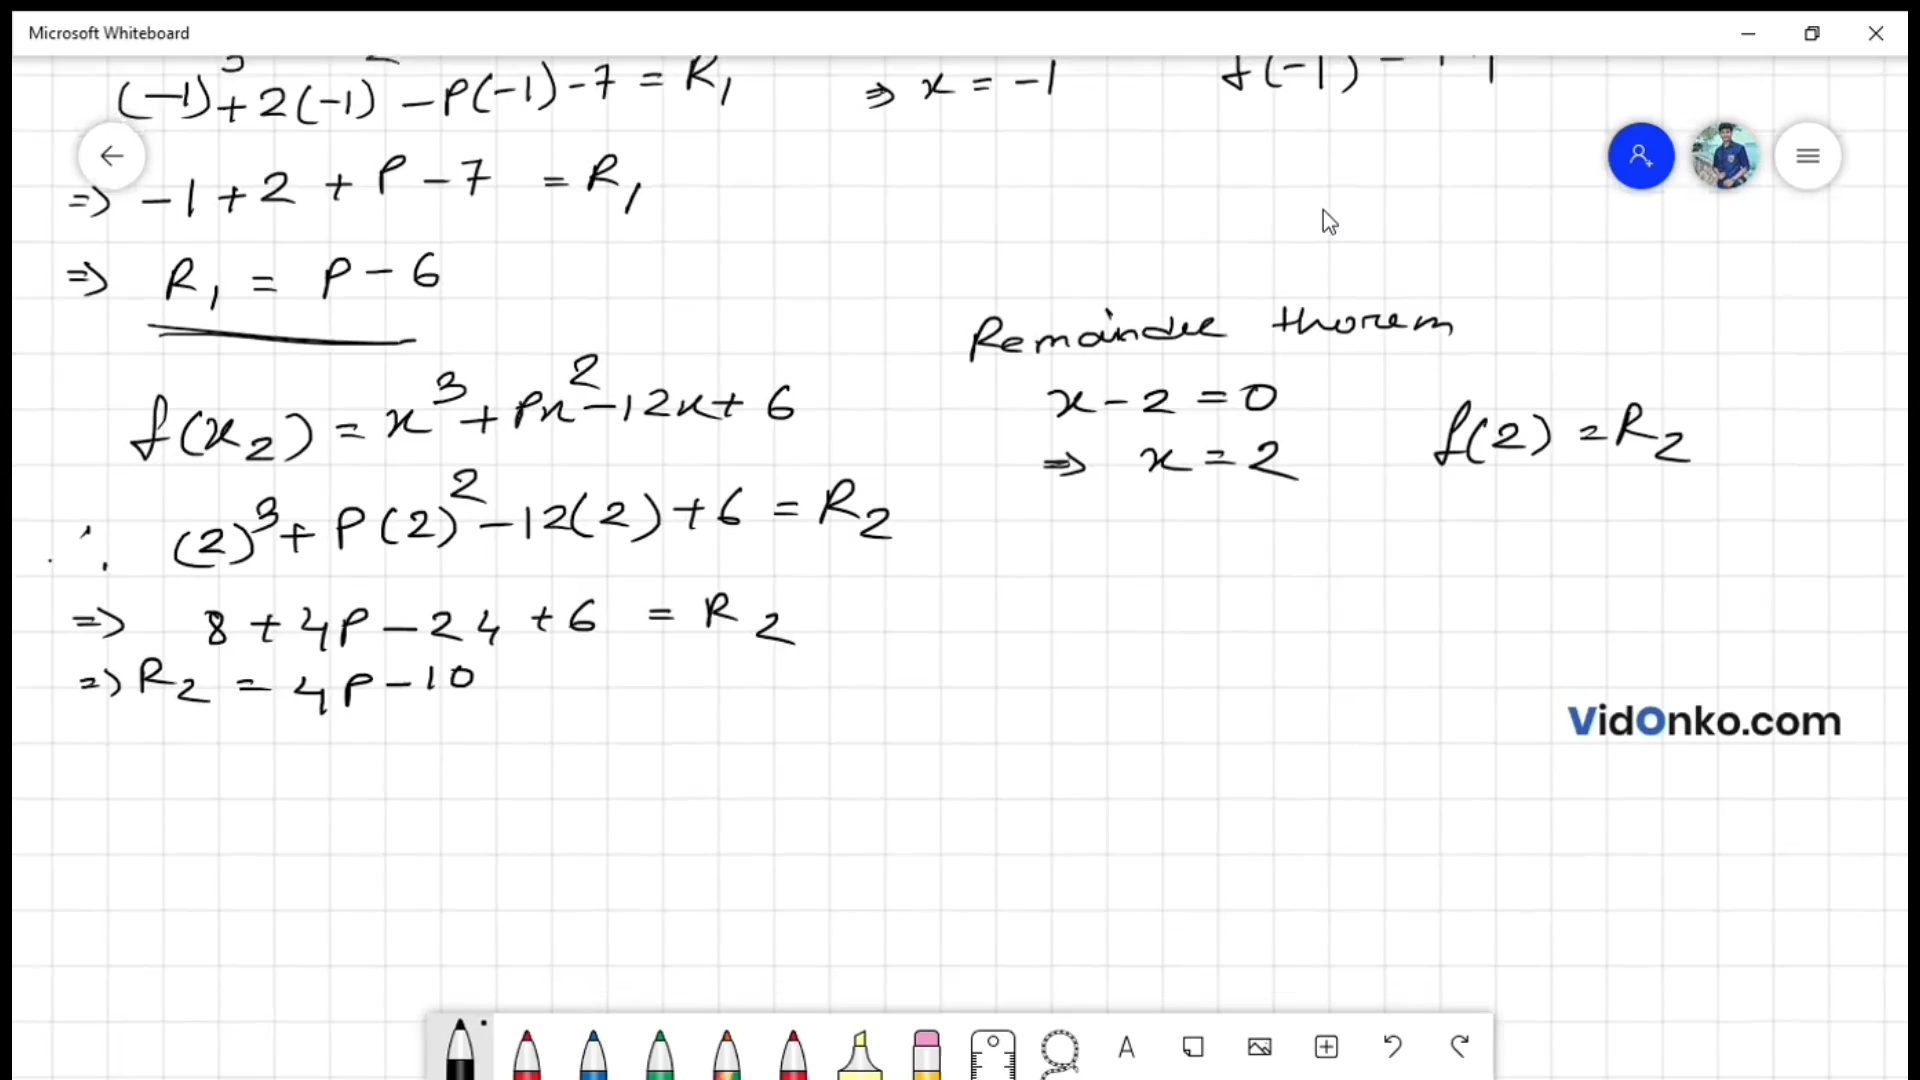 Microsoft Whiteboard
(-1)³+2(-1)² -P(-1)-7 = R₁
⇒ x = -1
f(-1) =
⇒ -1+2 + P-7 = R₁
⇒ R₁ = P-6
Remainder thorem
x-2=0
f(x₂) = x³+Px²-12x+6
⇒ x=2
f(2) = R₂
∴ (2)³+P(2)²-12(2)+6 = R₂
⇒ 8+4P-24+6 = R₂
⇒ R₂ = 4P-10
VidOnko.com
A